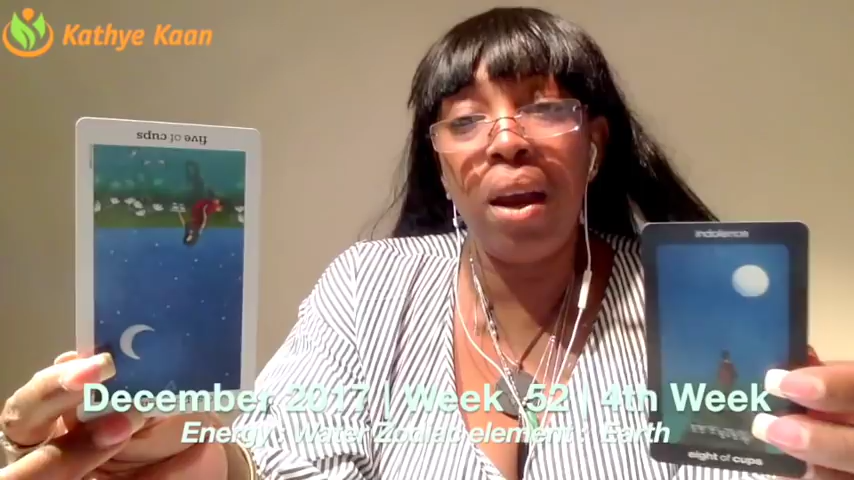 Kathye Kaan
five of cups
indolence
December 2017 | Week 52 | 4th Week
Energy : Water Zodiac element : Earth
eight of cups